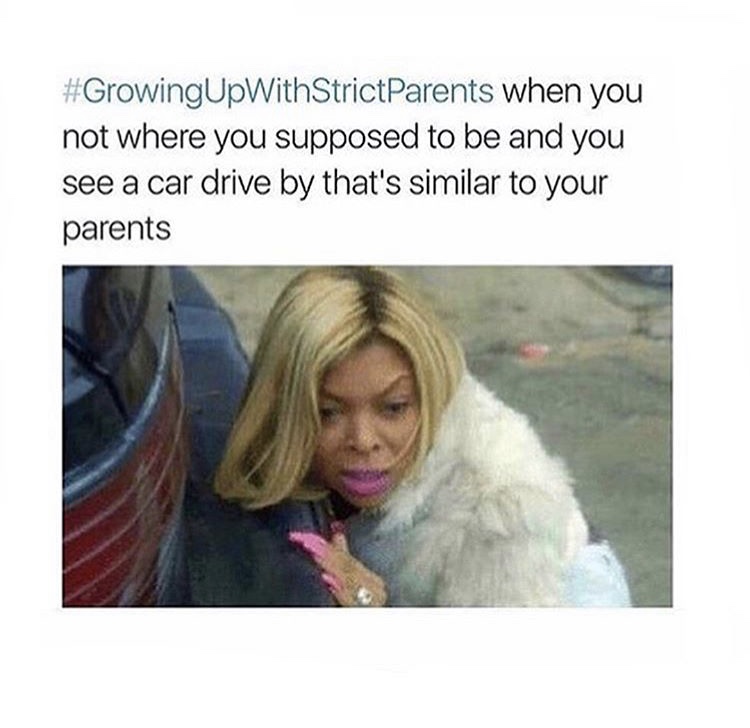 #GrowingUpWithStrictParents when you
not where you supposed to be and you
see a car drive by that's similar to your
parents